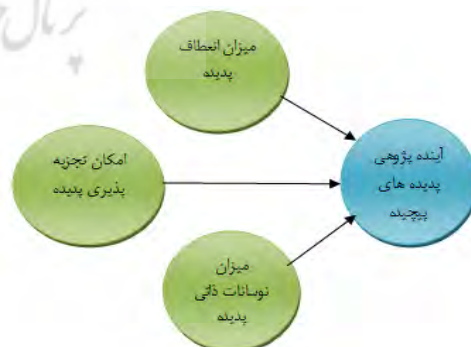 میزان انعطاف
پدیده
آینده پژوهی
پدیده های
پیچیده
امکان تجزیه
پذیری پدیده
میزان
نوسانات ذاتی
پدیده